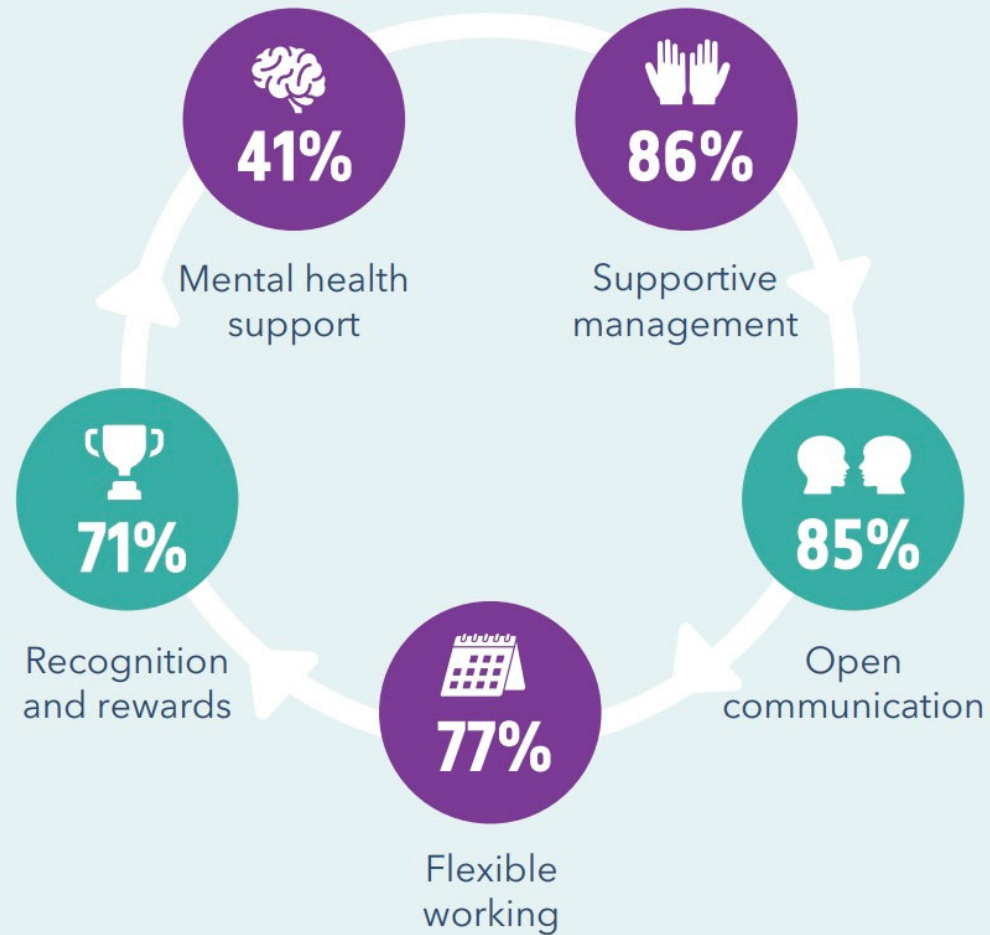 41%
Mental health
support
86%
Supportive
management
85%
Open
communication
77%
Flexible
working
71%
Recognition
and rewards